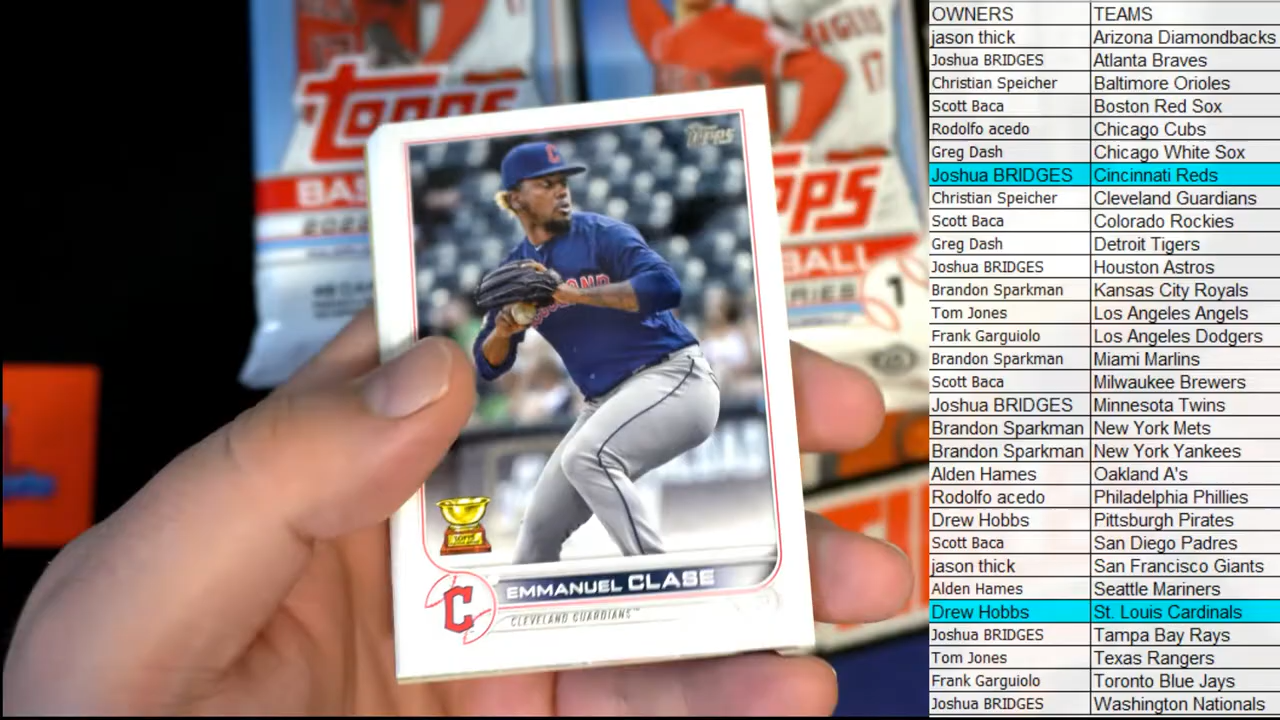 OWNERS TEAMS
jason thick Arizona Diamondbacks
Joshua BRIDGES Atlanta Braves
Christian Speicher Baltimore Orioles
Scott Baca Boston Red Sox
Rodolfo acedo Chicago Cubs
Greg Dash Chicago White Sox
Joshua BRIDGES Cincinnati Reds
Christian Speicher Cleveland Guardians
Scott Baca Colorado Rockies
Greg Dash Detroit Tigers
Joshua BRIDGES Houston Astros
Brandon Sparkman Kansas City Royals
Tom Jones Los Angeles Angels
Frank Garguiolo Los Angeles Dodgers
Brandon Sparkman Miami Marlins
Scott Baca Milwaukee Brewers
Joshua BRIDGES Minnesota Twins
Brandon Sparkman New York Mets
Brandon Sparkman New York Yankees
Alden Hames Oakland A's
Rodolfo acedo Philadelphia Phillies
Drew Hobbs Pittsburgh Pirates
Scott Baca San Diego Padres
jason thick San Francisco Giants
Alden Hames Seattle Mariners
Drew Hobbs St. Louis Cardinals
Joshua BRIDGES Tampa Bay Rays
Tom Jones Texas Rangers
Frank Garguiolo Toronto Blue Jays
Joshua BRIDGES Washington Nationals
Topps
Topps
17
1
C
EMMANUEL CLASE
C
CLEVELAND GUARDIANS™